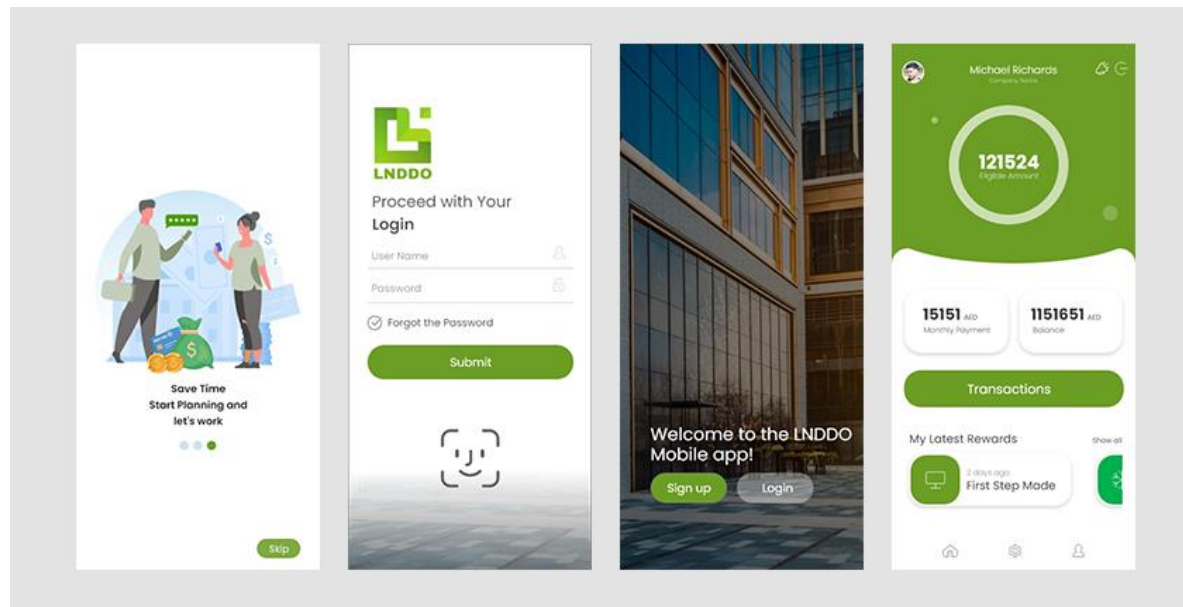 Save Time
Start Planning and
let's work
Skip
LNDDO
Proceed with Your
Login
User Name
Password
Forgot the Password
Submit
Welcome to the LNDDO
Mobile app!
Sign up
Login
Michael Richards
Company Name
121524
Eligible Amount
15151 AED
Monthly Payment
1151651 AED
Balance
Transactions
My Latest Rewards
Show all
2 days ago
First Step Made